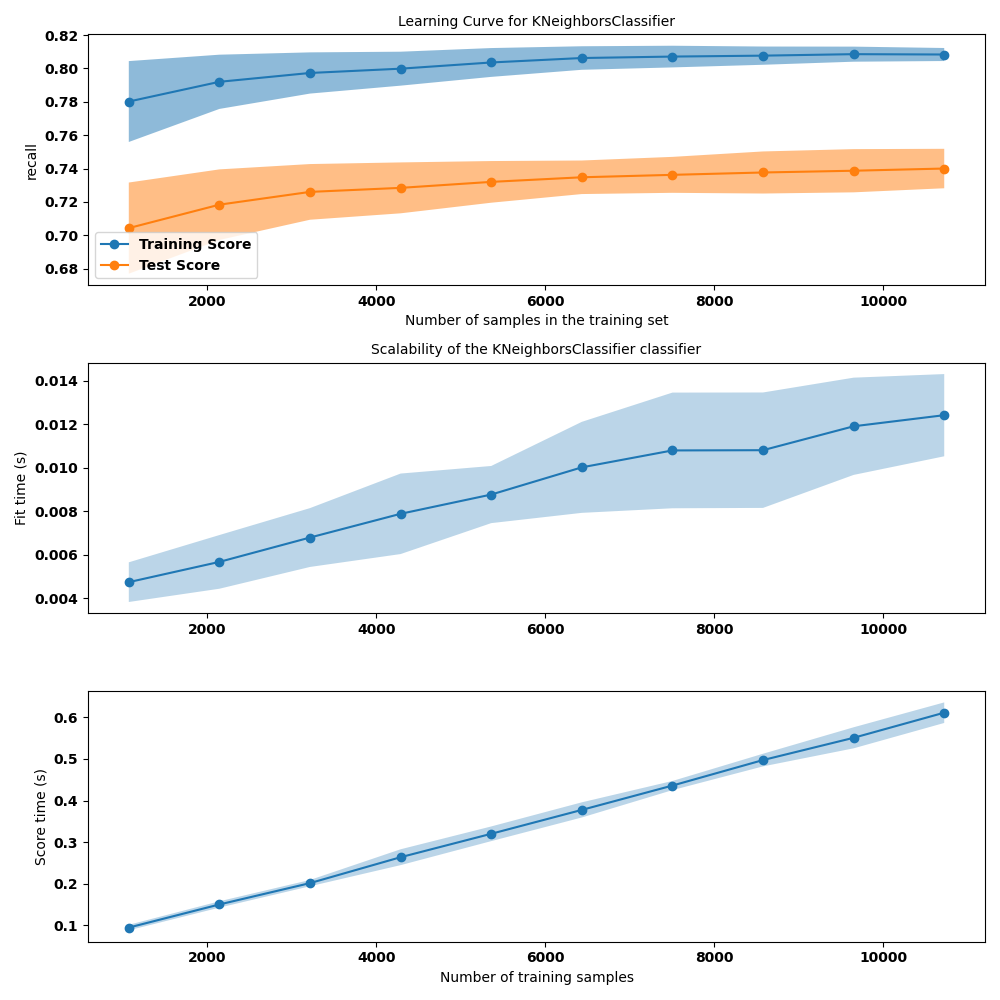 Learning Curve for KNeighborsClassifier
0.82
0.80
0.78
0.76
0.74
0.72
0.70
0.68
recall
Training Score
Test Score
2000 4000 6000 8000 10000
Number of samples in the training set
Scalability of the KNeighborsClassifier classifier
0.014
0.012
0.010
0.008
0.006
0.004
Fit time (s)
2000 4000 6000 8000 10000
0.6
0.5
0.4
0.3
0.2
0.1
Score time (s)
2000 4000 6000 8000 10000
Number of training samples